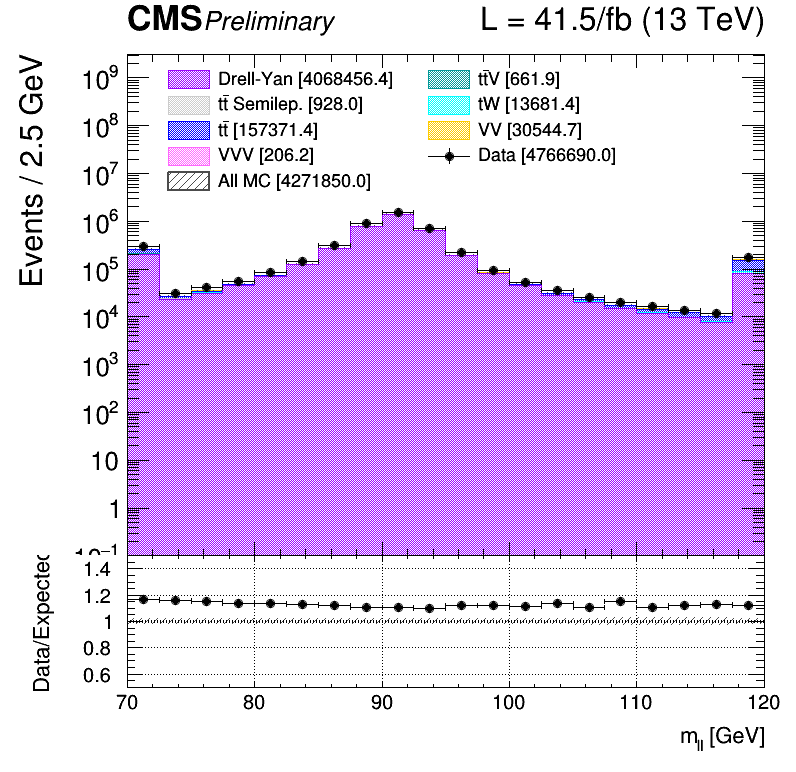 CMS Preliminary L = 41.5/fb (13 TeV)
Events / 2.5 GeV
Drell-Yan [4068456.4]
tt̄ Semilep. [928.0]
tt̄ [157371.4]
VVV [206.2]
All MC [4271850.0]
tt̄V [661.9]
tW [13681.4]
VV [30544.7]
Data [4766690.0]
10⁹
10⁸
10⁷
10⁶
10⁵
10⁴
10³
10²
10
1
10⁻¹
Data/Expected
1.4
1.2
1
0.8
0.6
70 80 90 100 110 120
m_ll [GeV]